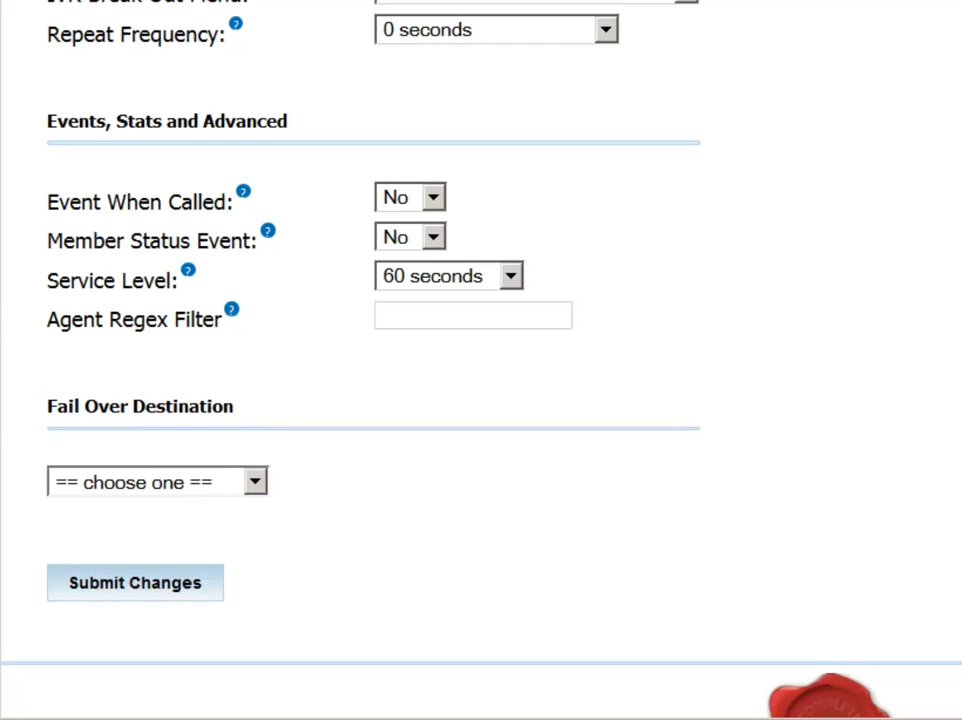 Repeat Frequency: ? 0 seconds
Events, Stats and Advanced
Event When Called: ? No
Member Status Event: ? No
Service Level: ? 60 seconds
Agent Regex Filter ?
Fail Over Destination
== choose one ==
Submit Changes